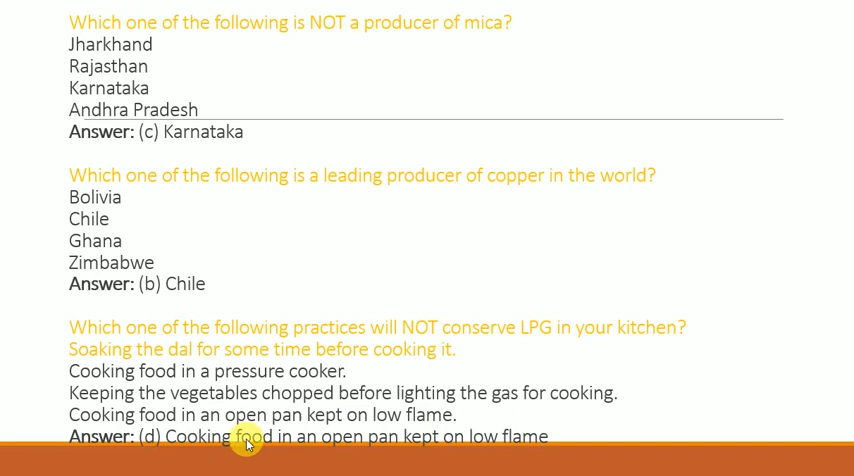 Which one of the following is NOT a producer of mica?
Jharkhand
Rajasthan
Karnataka
Andhra Pradesh
Answer: (c) Karnataka
Which one of the following is a leading producer of copper in the world?
Bolivia
Chile
Ghana
Zimbabwe
Answer: (b) Chile
Which one of the following practices will NOT conserve LPG in your kitchen?
Soaking the dal for some time before cooking it.
Cooking food in a pressure cooker.
Keeping the vegetables chopped before lighting the gas for cooking.
Cooking food in an open pan kept on low flame.
Answer: (d) Cooking food in an open pan kept on low flame